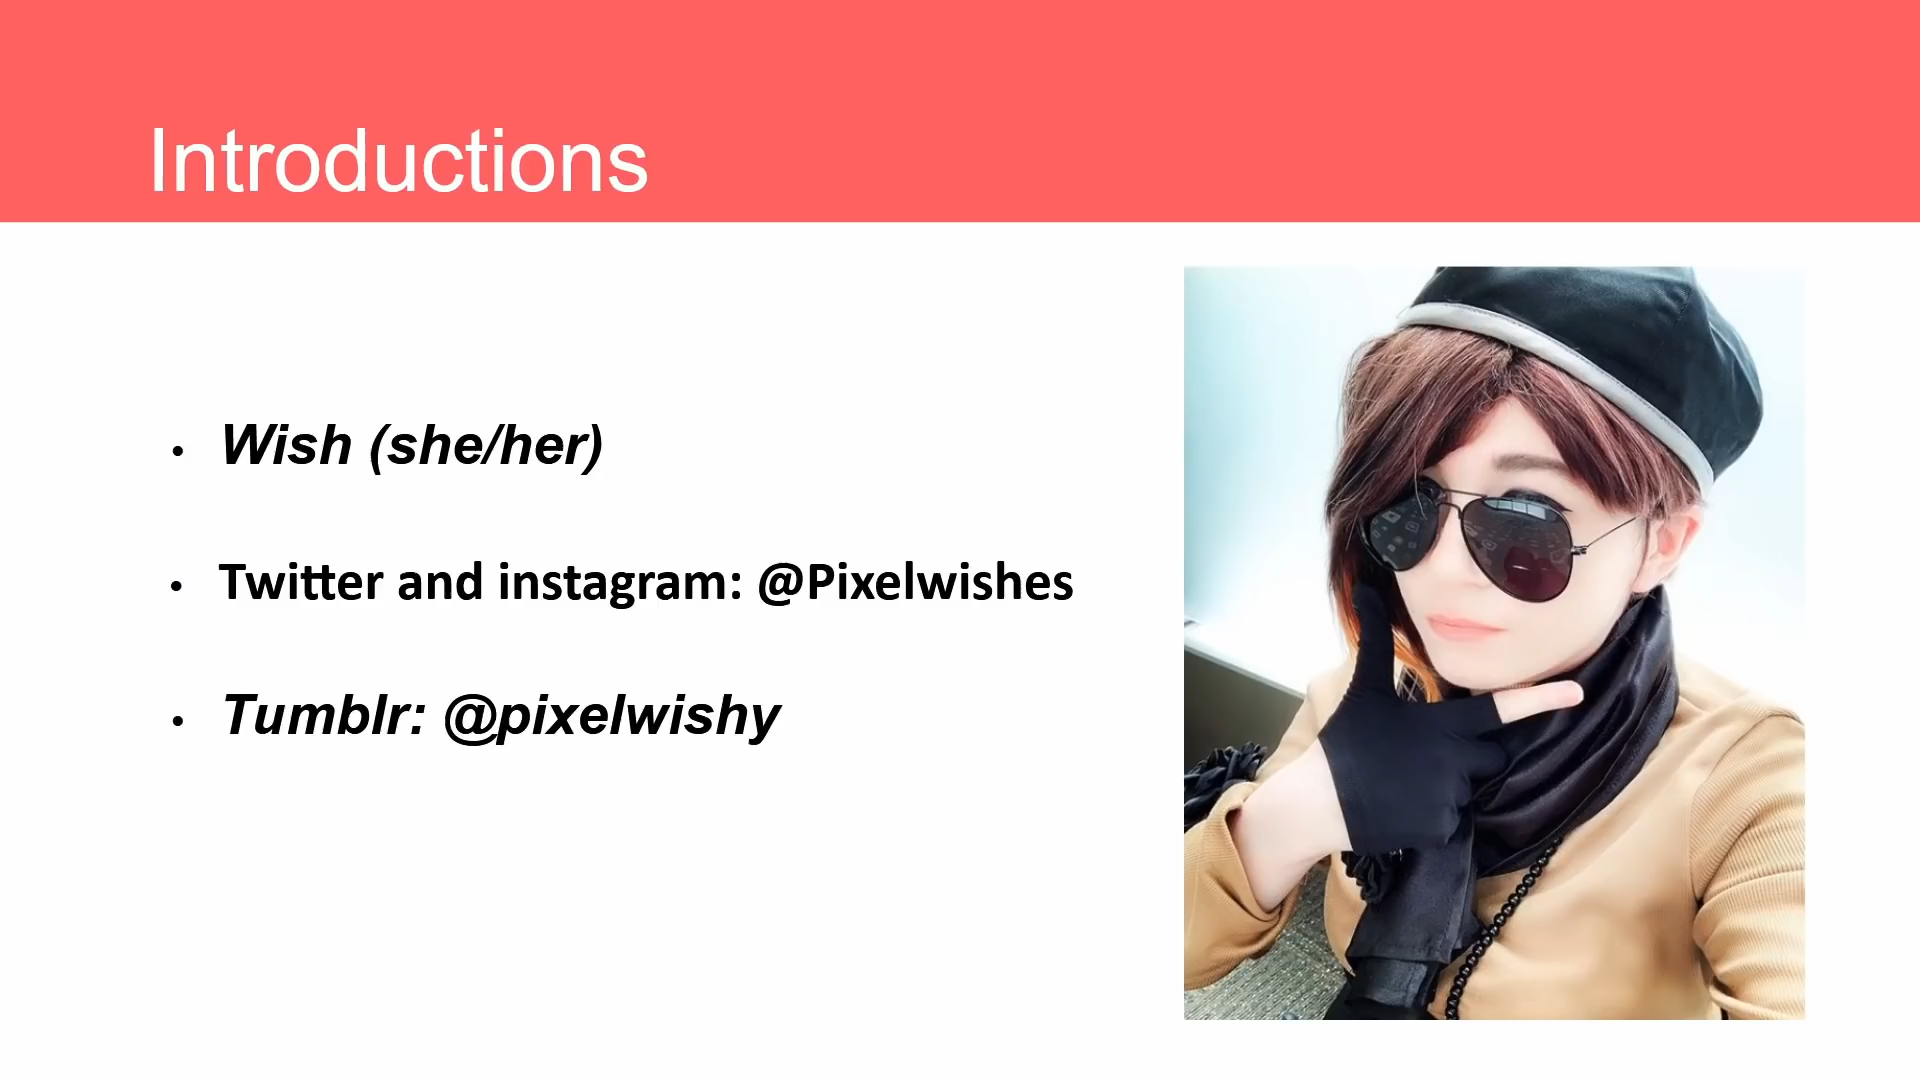 Introductions
Wish (she/her)
Twitter and instagram: @Pixelwishes
Tumblr: @pixelwishy